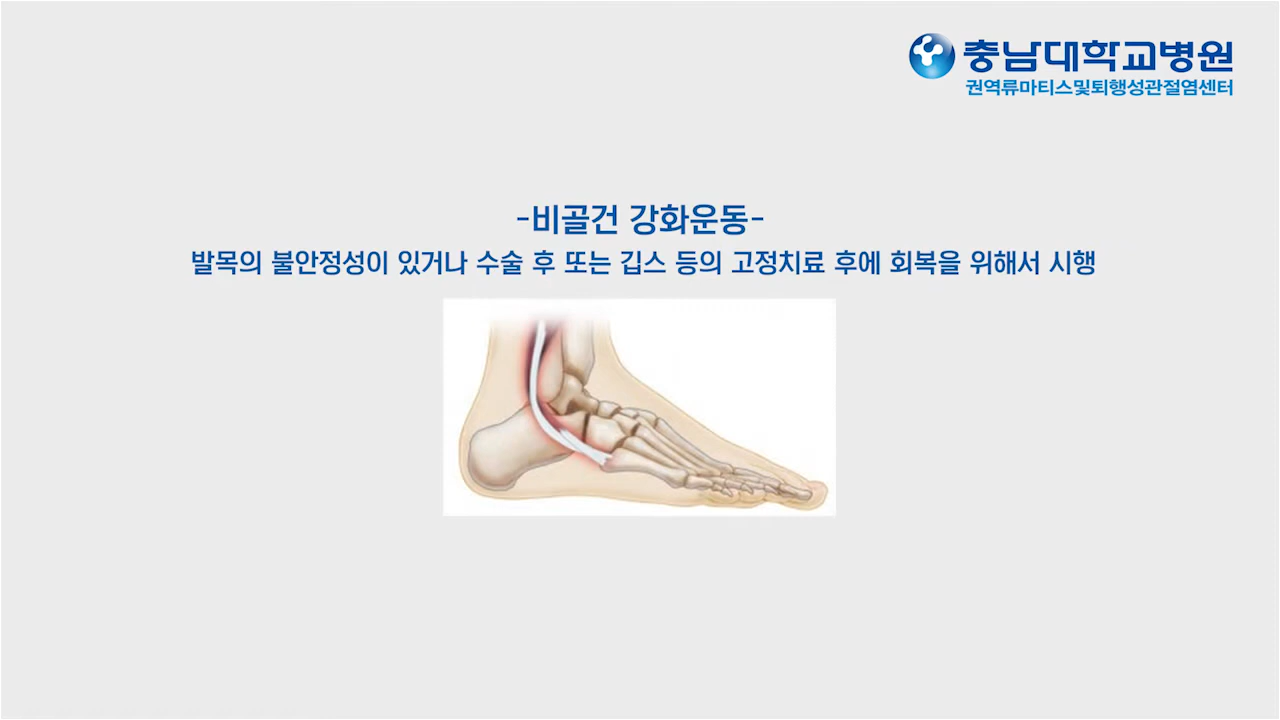 충남대학교병원
권역류마티스및퇴행성관절염센터
-비골건 강화운동-
발목의 불안정성이 있거나 수술 후 또는 깁스 등의 고정치료 후에 회복을 위해서 시행